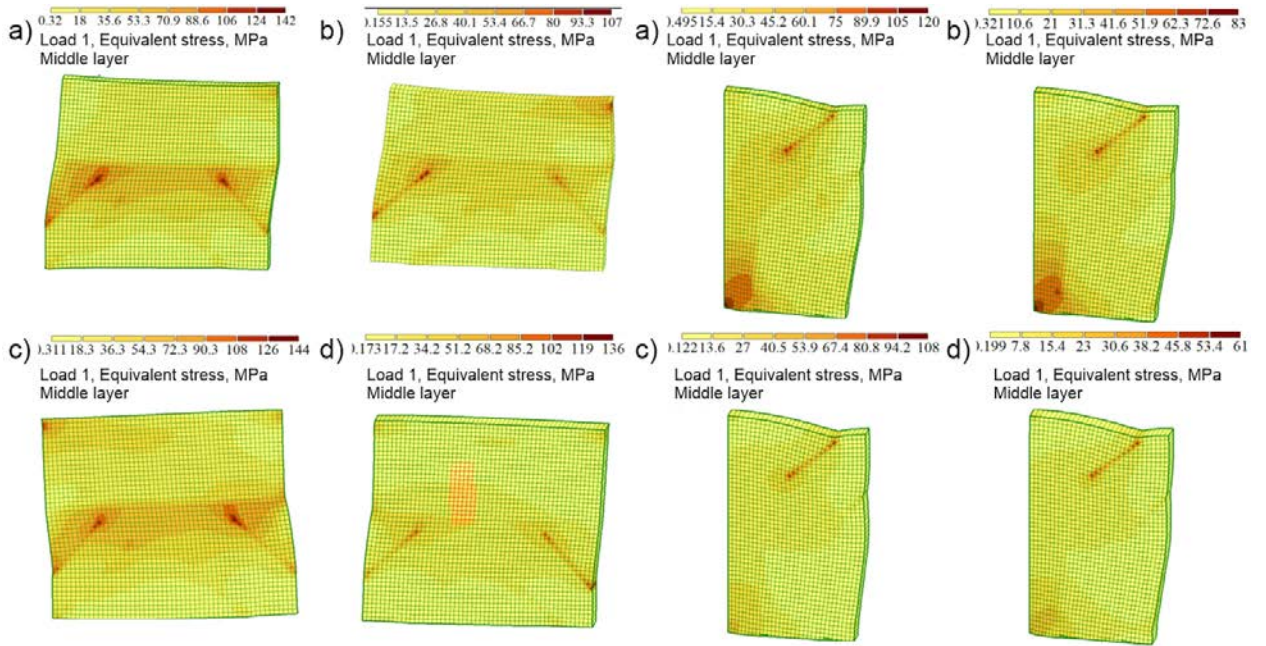 0.32 18 35.6 53.3 70.9 88.6 106 124 142
a) Load 1, Equivalent stress, MPa
Middle layer
).155 13.5 26.8 40.1 53.4 66.7 80 93.3 107
b) Load 1, Equivalent stress, MPa
Middle layer
).495 15.4 30.3 45.2 60.1 75 89.9 105 120
a) Load 1, Equivalent stress, MPa
Middle layer
).321 10.6 21 31.3 41.6 51.9 62.3 72.6 83
b) Load 1, Equivalent stress, MPa
Middle layer
).311 18.3 36.3 54.3 72.3 90.3 108 126 144
c) Load 1, Equivalent stress, MPa
Middle layer
).173 17.2 34.2 51.2 68.2 85.2 102 119 136
d) Load 1, Equivalent stress, MPa
Middle layer
).122 13.6 27 40.5 53.9 67.4 80.8 94.2 108
c) Load 1, Equivalent stress, MPa
Middle layer
).199 7.8 15.4 23 30.6 38.2 45.8 53.4 61
d) Load 1, Equivalent stress, MPa
Middle layer